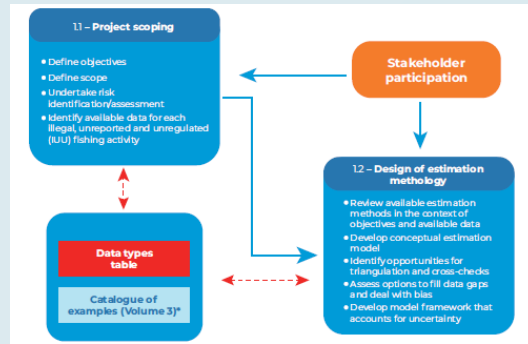 1.1 – Project scoping
• Define objectives
• Define scope
• Undertake risk
identification/assessment
• Identify available data for each
illegal, unreported and unregulated
(IUU) fishing activity
Stakeholder
participation
1.2 – Design of estimation
methology
• Review available estimation
methods in the context of
objectives and available data
• Develop conceptual estimation
model
• Identify opportunities for
triangulation and cross-checks
• Assess options to fill data gaps
and deal with bias
• Develop model framework that
accounts for uncertainty
Data types
table
Catalogue of
examples (Volume 3)*